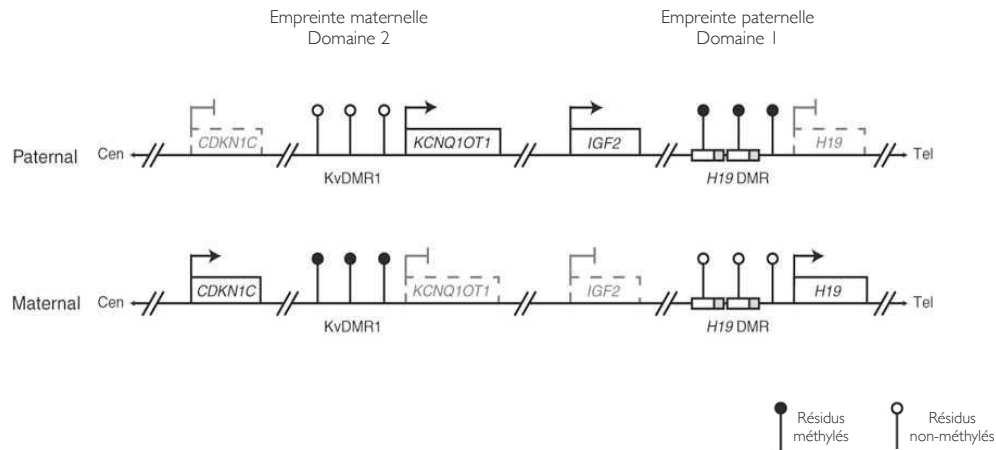 Empreinte maternelle
Domaine 2
Empreinte paternelle
Domaine 1
Paternal Cen CDKN1C KCNQ1OT1 IGF2 H19 Tel
KvDMR1 H19 DMR
Maternal Cen CDKN1C KCNQ1OT1 IGF2 H19 Tel
KvDMR1 H19 DMR
Résidus
méthylés
Résidus
non-méthylés